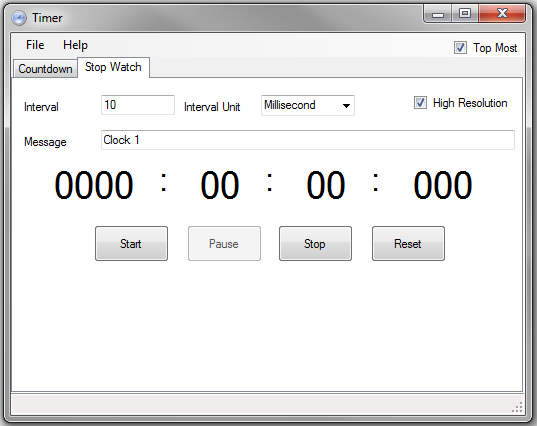 Timer
File Help
Top Most
Countdown Stop Watch
Interval 10 Interval Unit Millisecond High Resolution
Message Clock 1
0000 : 00 : 00 : 000
Start Pause Stop Reset